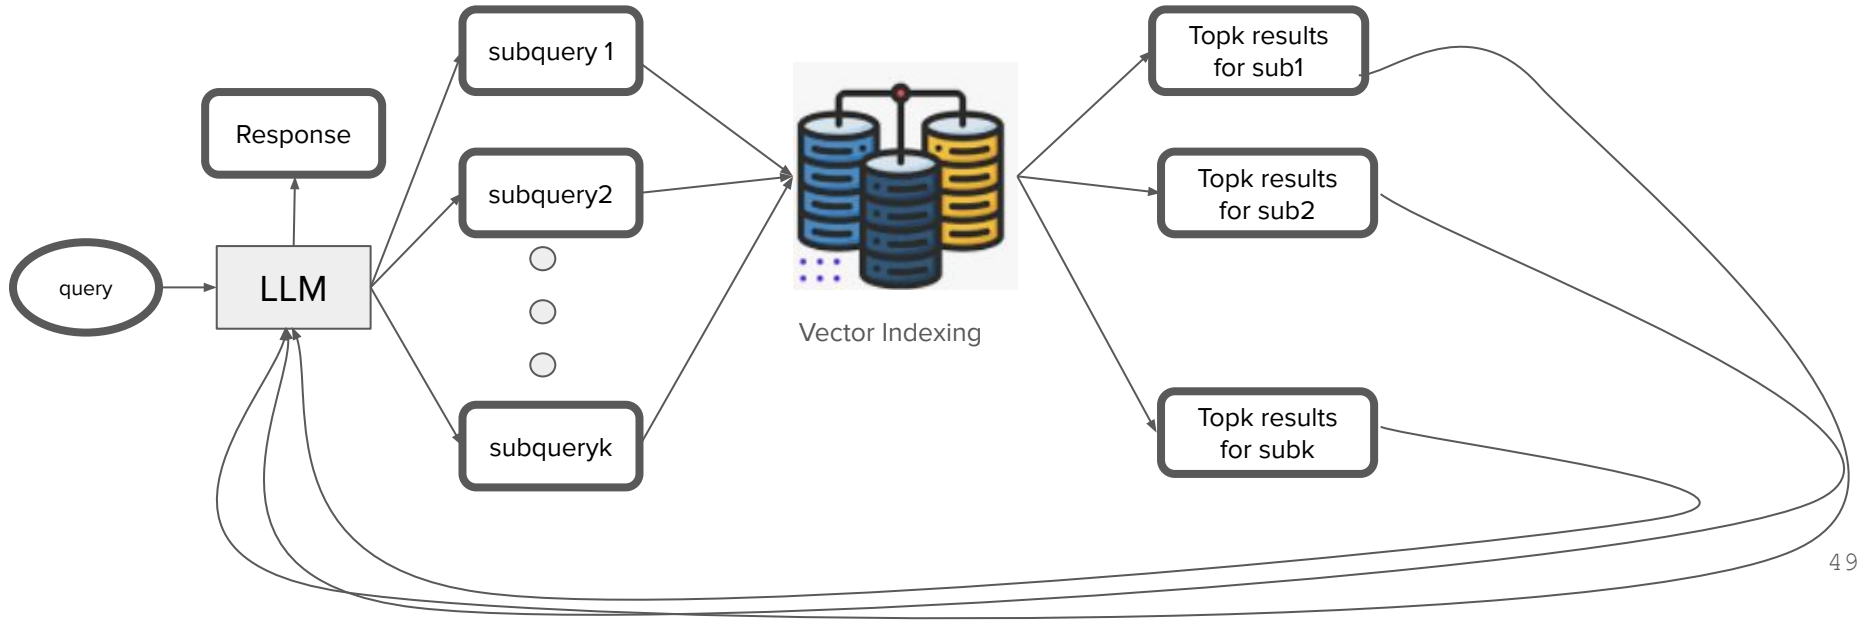 query
LLM
Response
subquery 1
subquery2
subqueryk
Vector Indexing
Topk results
for sub1
Topk results
for sub2
Topk results
for subk
49